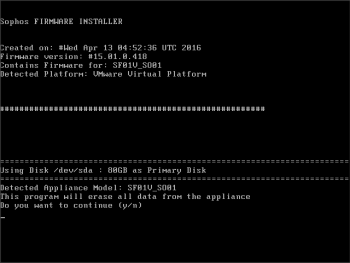 Sophos FIRMWARE INSTALLER
Created on: #Wed Apr 13 04:52:36 UTC 2016
Firmware version: #15.01.0.418
Contains Firmware for: SF01V_SO01
Detected Platform: VMware Virtual Platform
##########################################################
================================================================================
Using Disk /dev/sda : 80GB as Primary Disk
================================================================================
Detected Appliance Model: SF01V_SO01
This program will erase all data from the appliance
Do you want to continue (y/n)
_